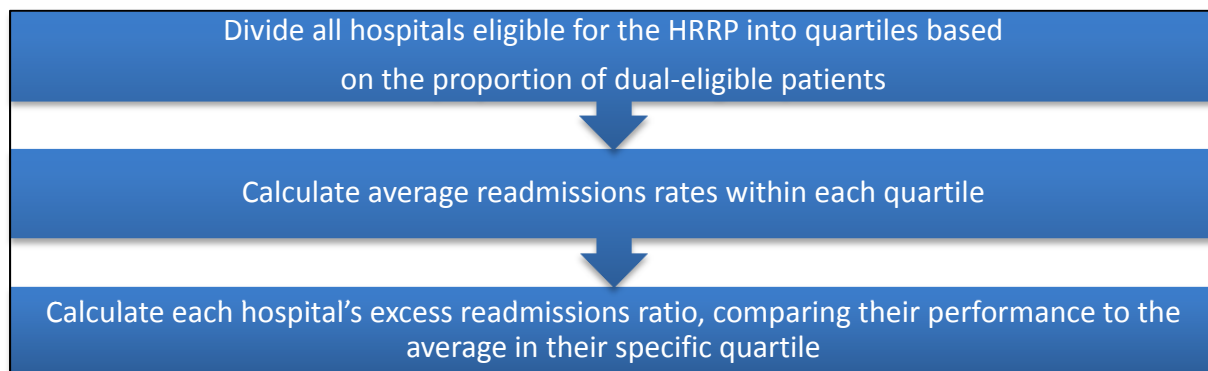 Divide all hospitals eligible for the HRRP into quartiles based
on the proportion of dual-eligible patients
Calculate average readmissions rates within each quartile
Calculate each hospital’s excess readmissions ratio, comparing their performance to the
average in their specific quartile